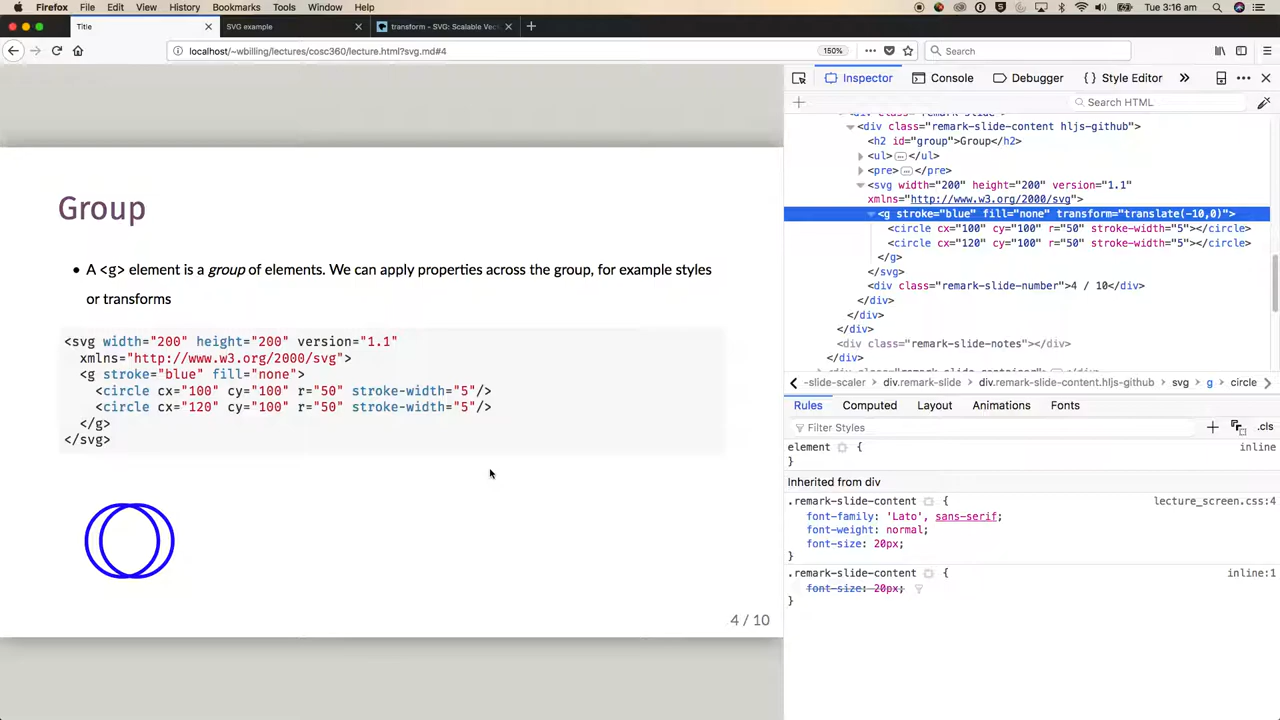 Firefox File Edit View History Bookmarks Tools Window Help Tue 3:16 am
Title SVG example transform - SVG: Scalable Vect
localhost/~wbilling/lectures/cosc360/lecture.html?svg.md#4 150% Search
Inspector Console Debugger { } Style Editor
Search HTML
<div class="remark-slide-content hljs-github">
<h2 id="group">Group</h2>
<ul> </ul>
<pre> </pre>
<svg width="200" height="200" version="1.1"
xmlns="http://www.w3.org/2000/svg">
<g stroke="blue" fill="none" transform="translate(-10,0)">
<circle cx="100" cy="100" r="50" stroke-width="5"></circle>
<circle cx="120" cy="100" r="50" stroke-width="5"></circle>
</g>
</svg>
<div class="remark-slide-number">4 / 10</div>
</div>
</div>
</div>
<div class="remark-slide-notes"></div>
</div>
-slide-scaler div.remark-slide div.remark-slide-content.hljs-github svg g circle
Rules Computed Layout Animations Fonts
Filter Styles .cls
element { inline
}
Inherited from div
.remark-slide-content { lecture_screen.css:4
font-family: 'Lato', sans-serif;
font-weight: normal;
font-size: 20px;
}
.remark-slide-content { inline:1
font-size: 20px;
}
Group
• A <g> element is a group of elements. We can apply properties across the group, for example styles
or transforms
<svg width="200" height="200" version="1.1"
xmlns="http://www.w3.org/2000/svg">
<g stroke="blue" fill="none">
<circle cx="100" cy="100" r="50" stroke-width="5"/>
<circle cx="120" cy="100" r="50" stroke-width="5"/>
</g>
</svg>
4 / 10